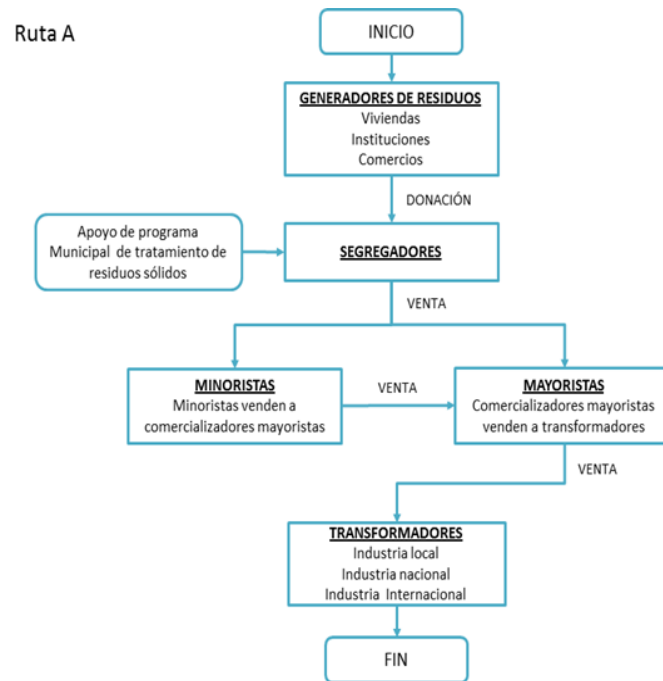 Ruta A
INICIO
GENERADORES DE RESIDUOS
Viviendas
Instituciones
Comercios
DONACIÓN
Apoyo de programa
Municipal de tratamiento de
residuos sólidos
SEGREGADORES
VENTA
MINORISTAS
Minoristas venden a
comercializadores mayoristas
VENTA
MAYORISTAS
Comercializadores mayoristas
venden a transformadores
VENTA
TRANSFORMADORES
Industria local
Industria nacional
Industria Internacional
FIN